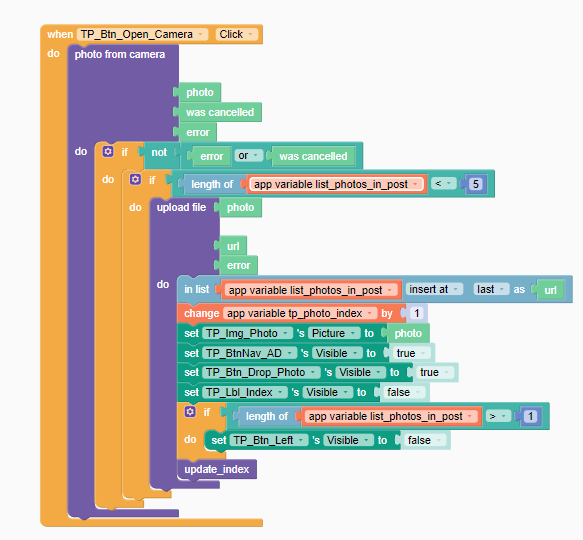 when TP_Btn_Open_Camera Click
do photo from camera
photo
was cancelled
error
do if not error or was cancelled
do if length of app variable list_photos_in_post < 5
do upload file photo
url
error
do
in list app variable list_photos_in_post insert at last as url
change app variable tp_photo_index by 1
set TP_Img_Photo 's Picture to photo
set TP_BtnNav_AD 's Visible to true
set TP_Btn_Drop_Photo 's Visible to true
set TP_Lbl_Index 's Visible to false
if length of app variable list_photos_in_post > 1
do set TP_Btn_Left 's Visible to false
update_index